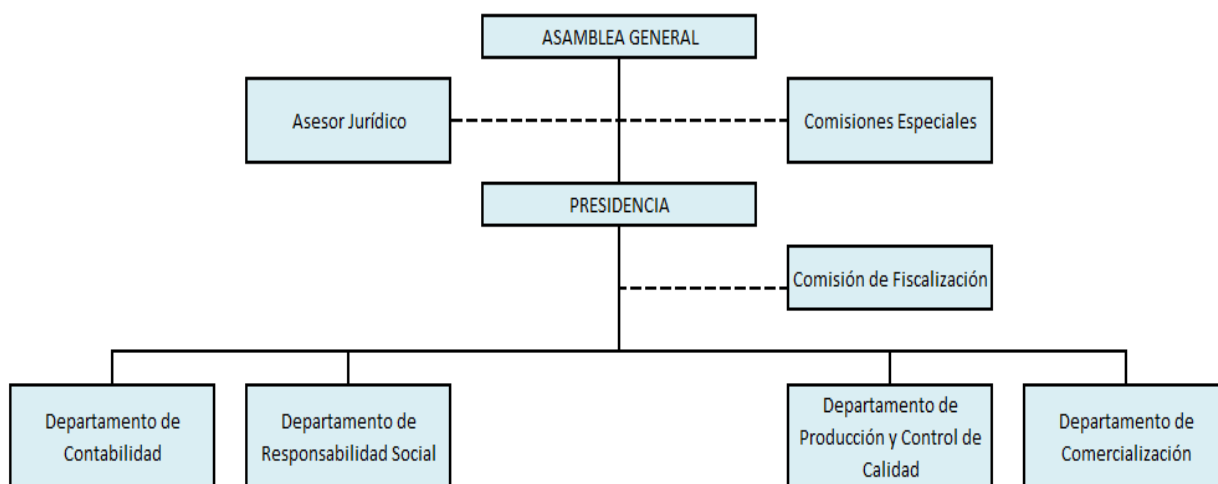 ASAMBLEA GENERAL
Asesor Jurídico
Comisiones Especiales
PRESIDENCIA
Comisión de Fiscalización
Departamento de
Contabilidad
Departamento de
Responsabilidad Social
Departamento de
Producción y Control de
Calidad
Departamento de
Comercialización